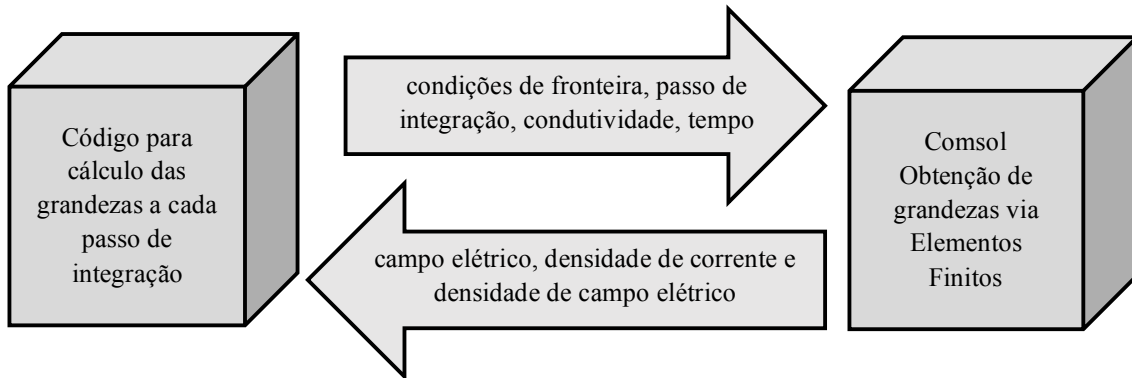 Código para
cálculo das
grandezas a cada
passo de
integração
condições de fronteira, passo de
integração, condutividade, tempo
campo elétrico, densidade de corrente e
densidade de campo elétrico
Comsol
Obtenção de
grandezas via
Elementos
Finitos